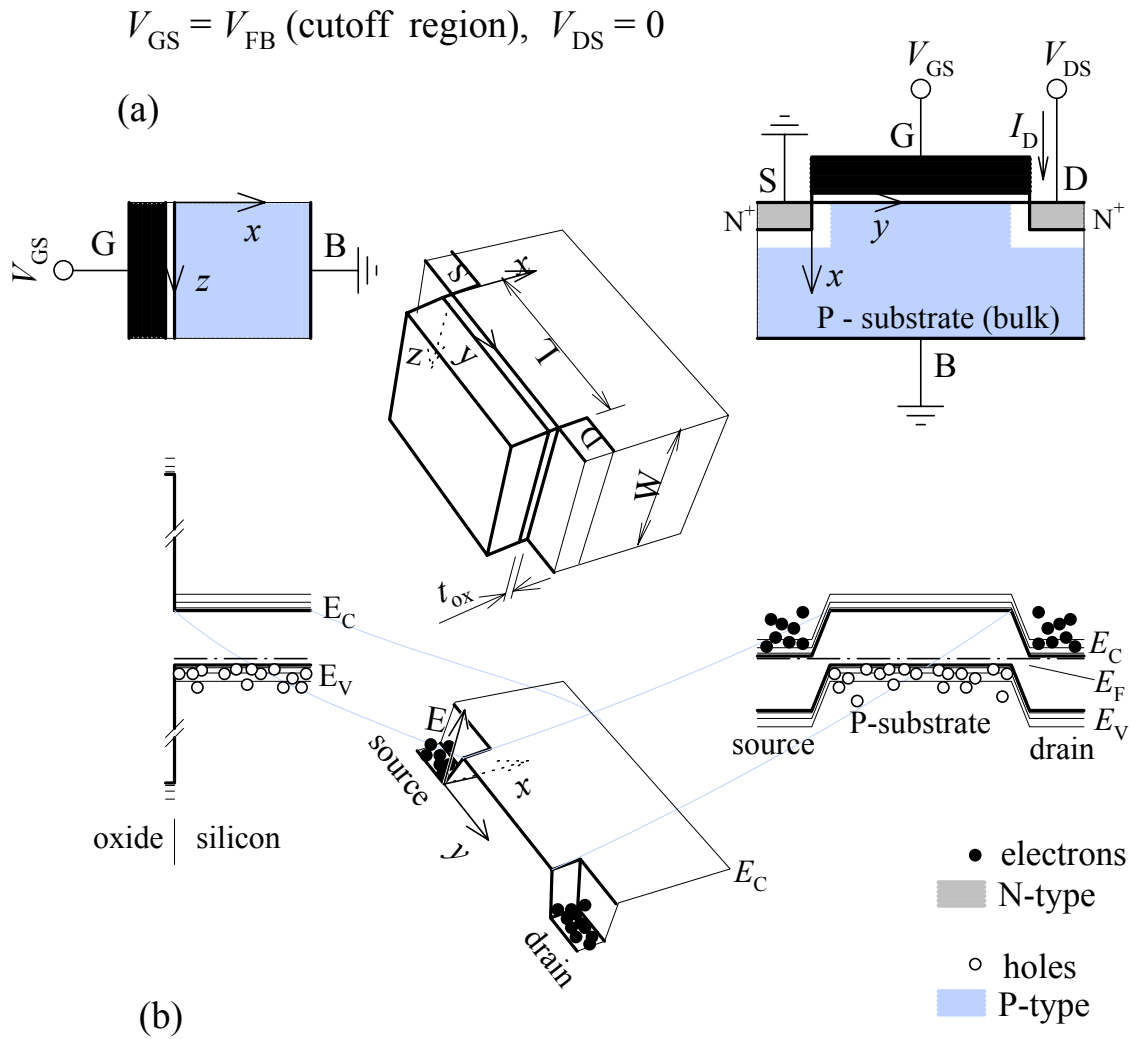 V_GS = V_FB (cutoff region), V_DS = 0
(a)
V_GS
G
x
z
B
S
x
y
z
L
D
W
t_ox
V_GS
V_DS
G
I_D
S
D
N⁺
N⁺
y
x
P - substrate (bulk)
B
E_C
E_V
oxide
silicon
E
source
x
y
E_C
drain
E_C
E_F
E_V
P-substrate
source
drain
electrons
N-type
holes
P-type
(b)